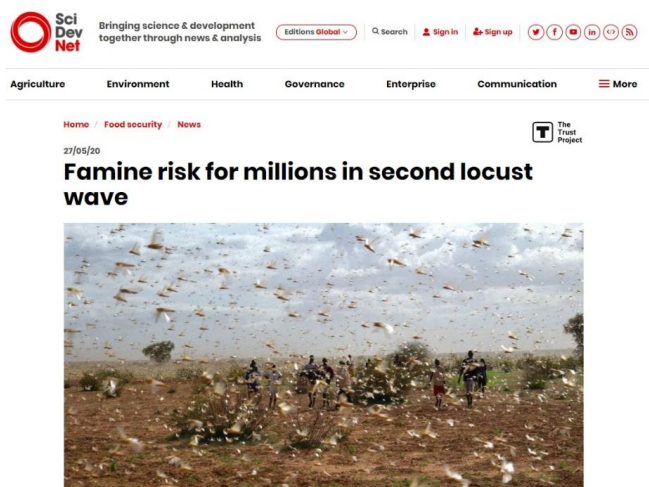 Sci
Dev
Net
Bringing science & development
together through news & analysis
Editions Global
Search
Sign in
Sign up
Agriculture
Environment
Health
Governance
Enterprise
Communication
More
Home / Food security / News
The
Trust
Project
T
27/05/20
Famine risk for millions in second locust
wave